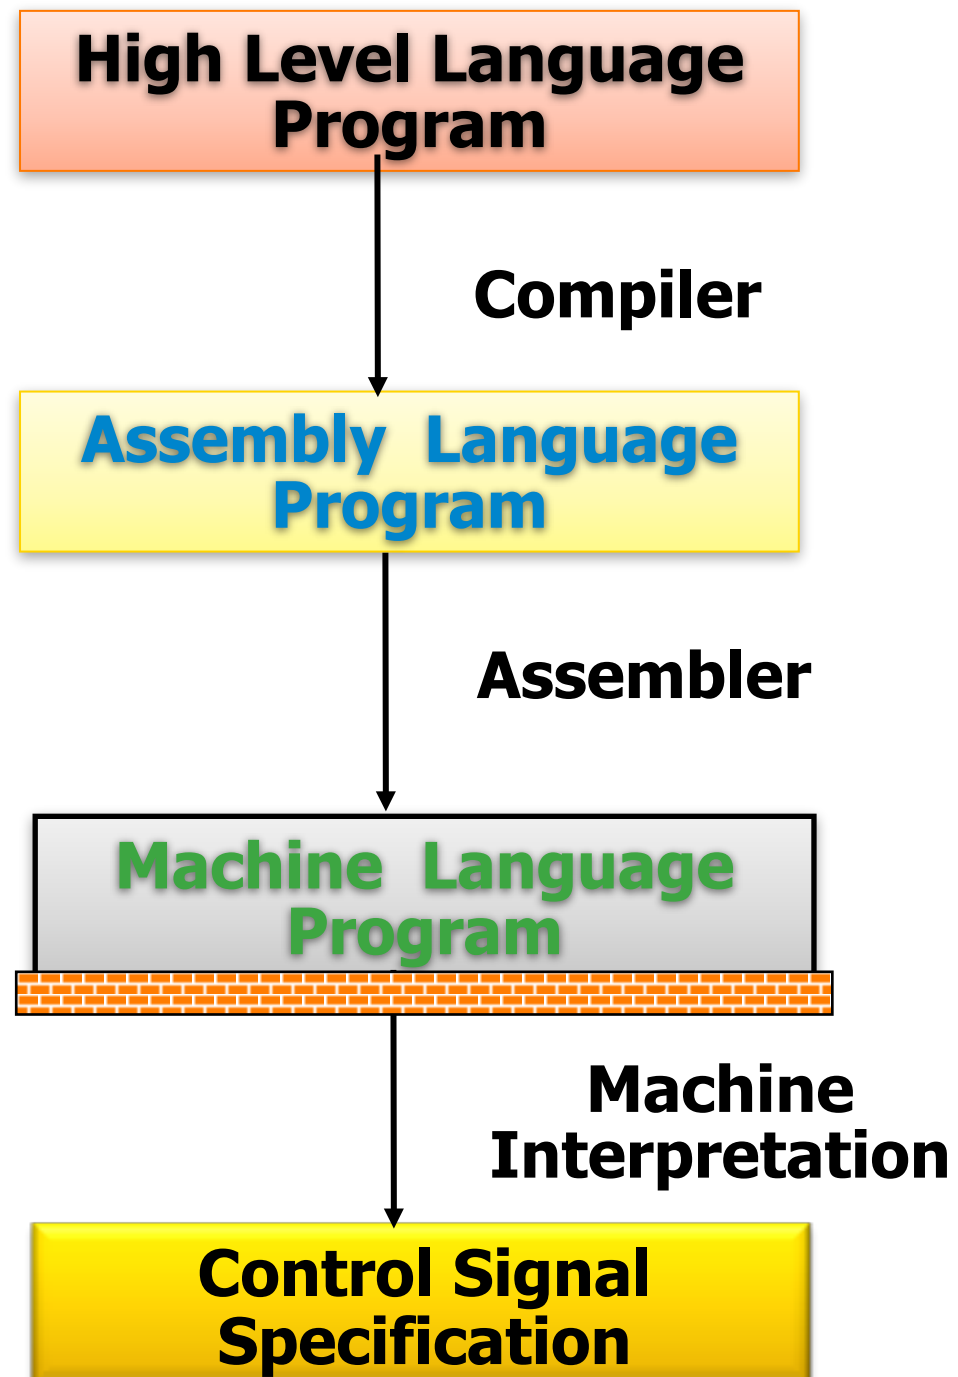 High Level Language
Program
Compiler
Assembly Language
Program
Assembler
Machine Language
Program
Machine
Interpretation
Control Signal
Specification